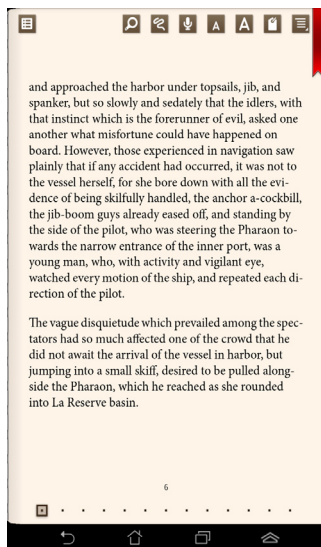 A
A
and approached the harbor under topsails, jib, and
spanker, but so slowly and sedately that the idlers, with
that instinct which is the forerunner of evil, asked one
another what misfortune could have happened on
board. However, those experienced in navigation saw
plainly that if any accident had occurred, it was not to
the vessel herself, for she bore down with all the evi-
dence of being skilfully handled, the anchor a-cockbill,
the jib-boom guys already eased off, and standing by
the side of the pilot, who was steering the Pharaon to-
wards the narrow entrance of the inner port, was a
young man, who, with activity and vigilant eye,
watched every motion of the ship, and repeated each di-
rection of the pilot.
The vague disquietude which prevailed among the spec-
tators had so much affected one of the crowd that he
did not await the arrival of the vessel in harbor, but
jumping into a small skiff, desired to be pulled along-
side the Pharaon, which he reached as she rounded
into La Reserve basin.
6